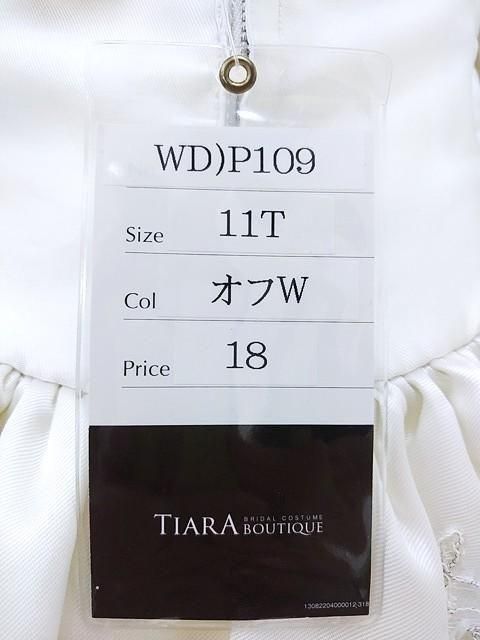 WD)P109
Size 11T
Col オフW
Price 18
TIARA BRIDAL COSTUME BOUTIQUE
13082204000012-318